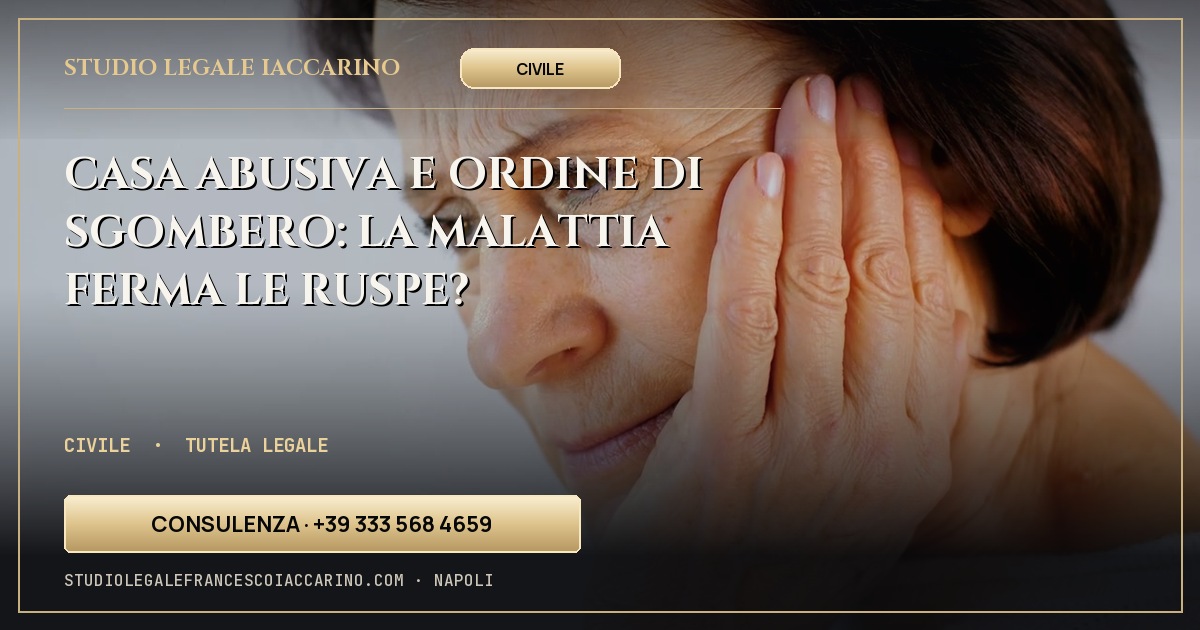 STUDIO LEGALE IACCARINO
CIVILE
CASA ABUSIVA E ORDINE DI
SGOMBERO: LA MALATTIA
FERMA LE RUSPE?
CIVILE · TUTELA LEGALE
CONSULENZA · +39 333 568 4659
STUDIOLEGALEFRANCESCOIACCARINO.COM · NAPOLI